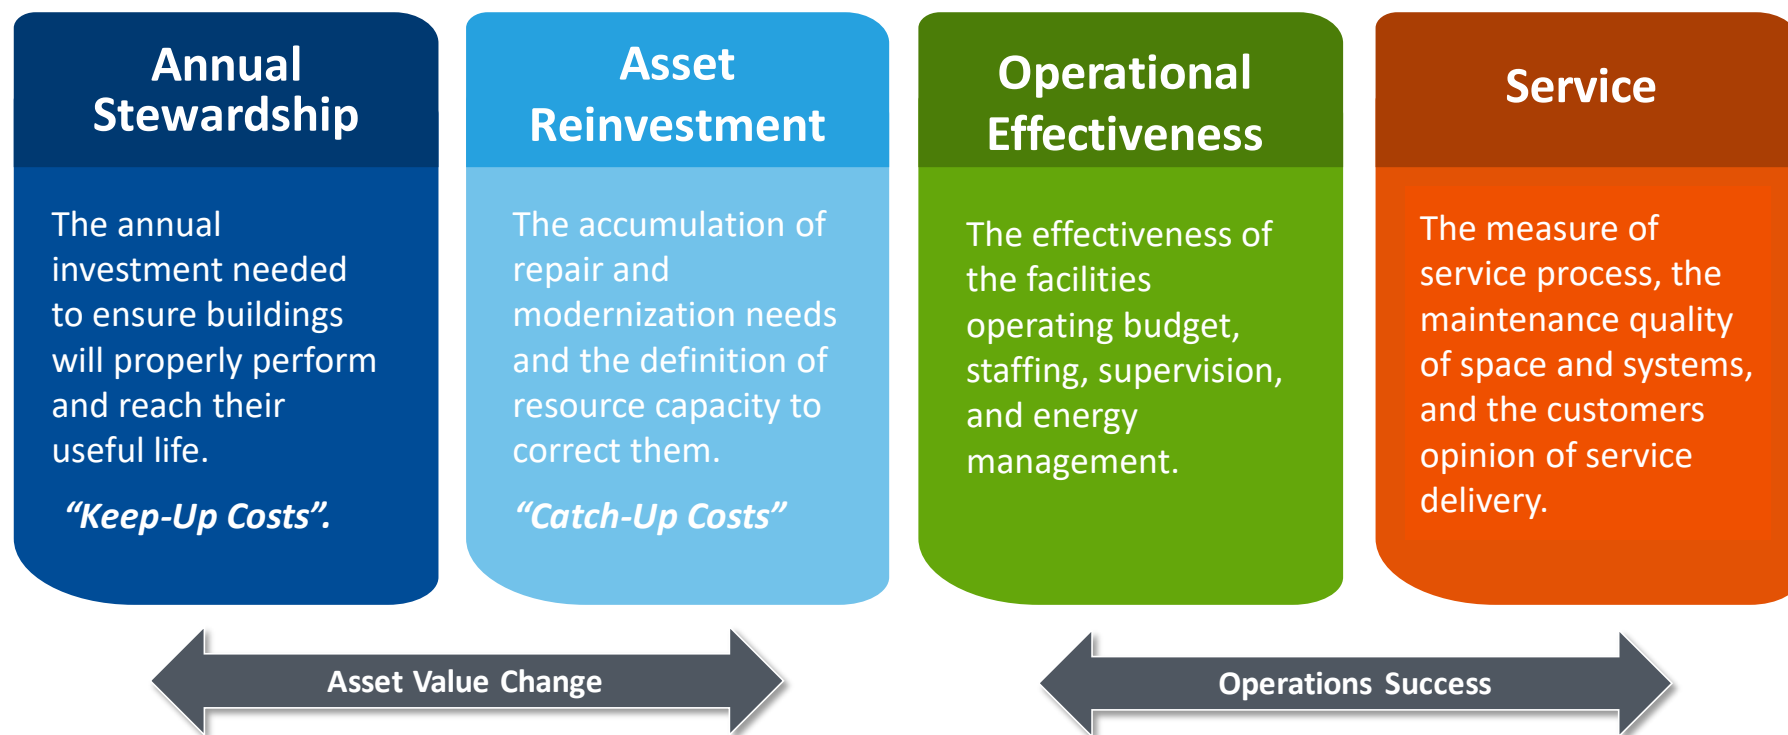 Annual
Stewardship
The annual
investment needed
to ensure buildings
will properly perform
and reach their
useful life.
“Keep-Up Costs”.
Asset
Reinvestment
The accumulation of
repair and
modernization needs
and the definition of
resource capacity to
correct them.
“Catch-Up Costs”
Operational
Effectiveness
The effectiveness of
the facilities
operating budget,
staffing, supervision,
and energy
management.
Service
The measure of
service process, the
maintenance quality
of space and systems,
and the customers
opinion of service
delivery.
Asset Value Change
Operations Success